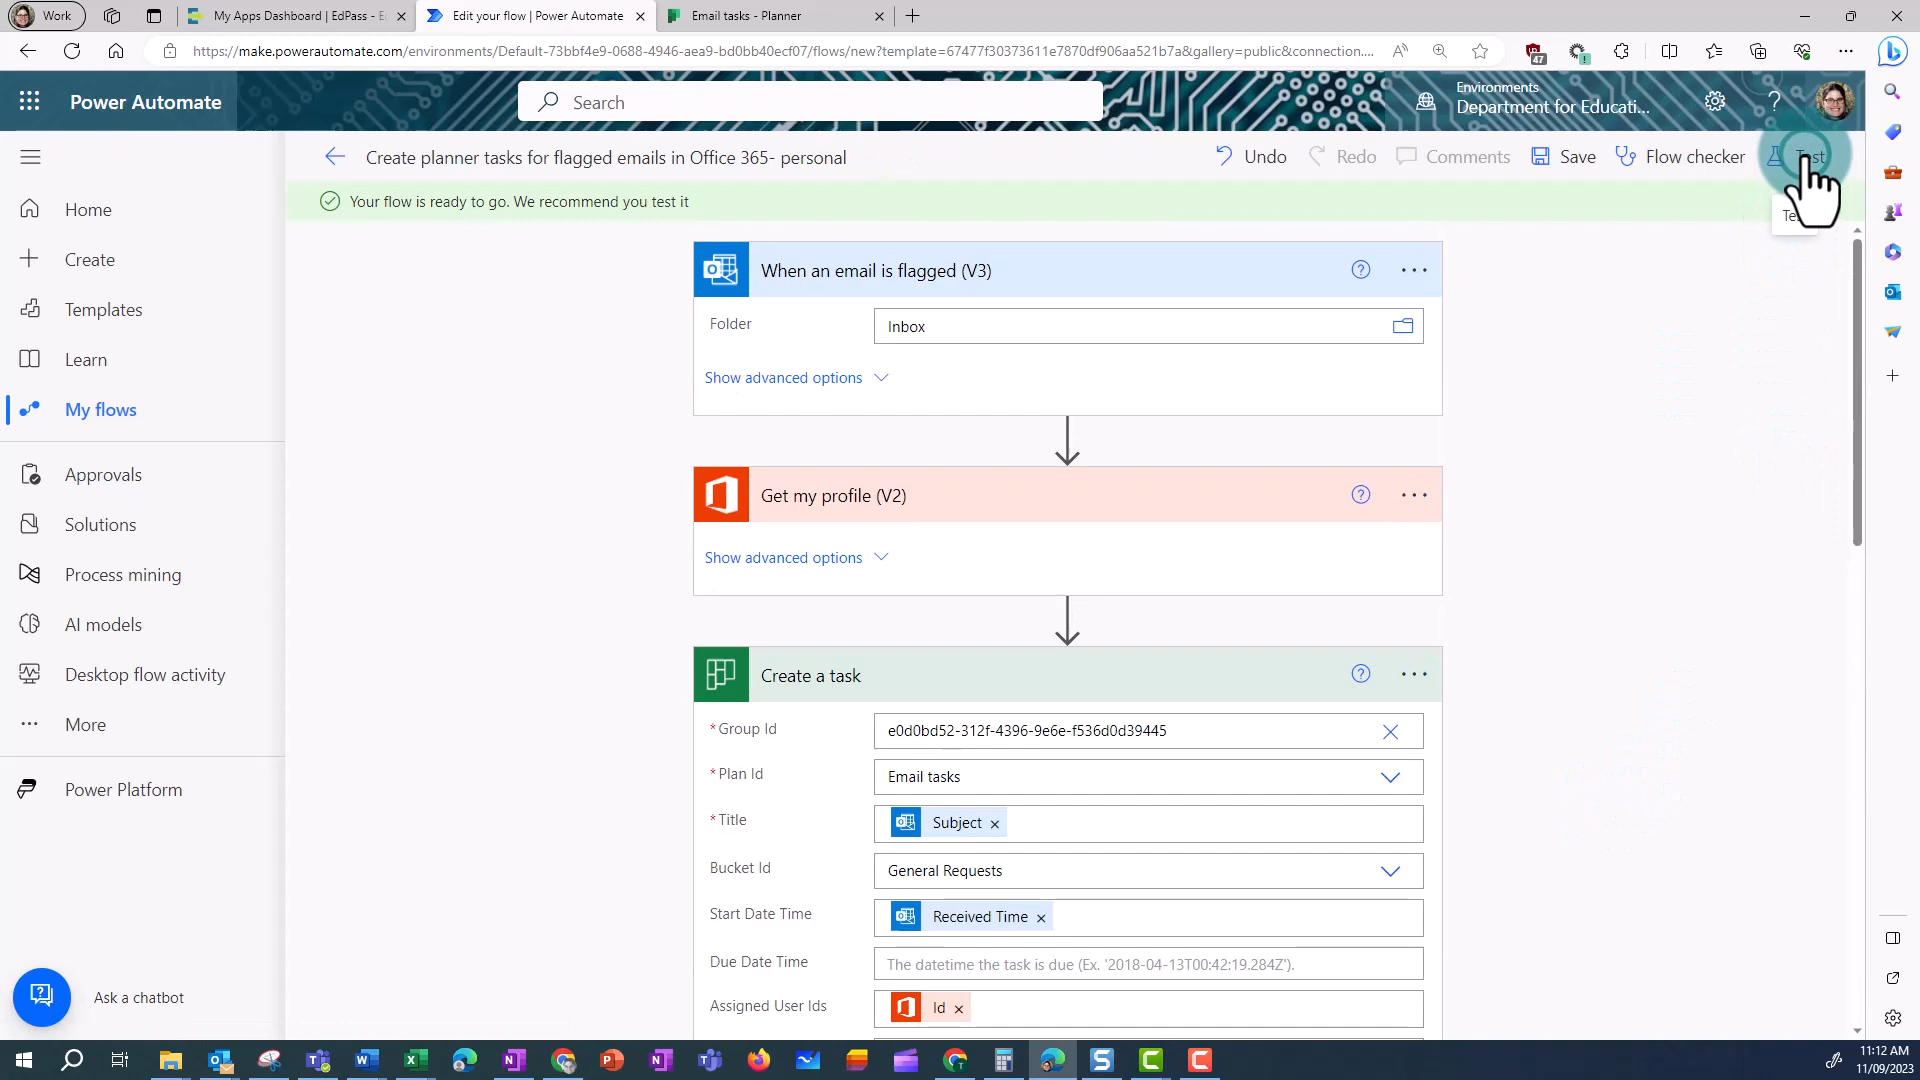 Work
My Apps Dashboard | EdPass - E
Edit your flow | Power Automate
Email tasks - Planner
https://make.powerautomate.com/environments/Default-73bbf4e9-0688-4946-aea9-bd0bb40ecf07/flows/new?template=67477f30373611e7870df906aa521b7a&gallery=public&connection....
47
Power Automate
Search
Environments
Department for Educati...
Create planner tasks for flagged emails in Office 365- personal
Undo
Redo
Comments
Save
Flow checker
Test
Your flow is ready to go. We recommend you test it
Home
Create
Templates
Learn
My flows
Approvals
Solutions
Process mining
AI models
Desktop flow activity
More
Power Platform
Ask a chatbot
When an email is flagged (V3)
Folder
Inbox
Show advanced options
Get my profile (V2)
Show advanced options
Create a task
* Group Id
e0d0bd52-312f-4396-9e6e-f536d0d39445
* Plan Id
Email tasks
* Title
Subject
Bucket Id
General Requests
Start Date Time
Received Time
Due Date Time
The datetime the task is due (Ex. '2018-04-13T00:42:19.284Z').
Assigned User Ids
Id
11:12 AM
11/09/2023